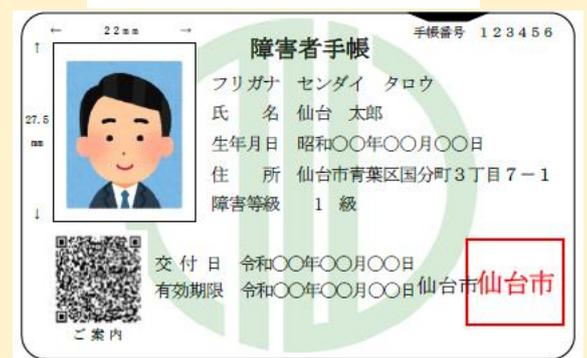 ← 22mm →
手帳番号 123456
障害者手帳
↑
27.5
mm
↓
フリガナ センダイ タロウ
氏 名 仙台 太郎
生年月日 昭和〇〇年〇〇月〇〇日
住 所 仙台市青葉区国分町3丁目7-1
障害等級 1 級
交付日 令和〇〇年〇〇月〇〇日
有効期限 令和〇〇年〇〇月〇〇日 仙台市 仙台市
ご案内